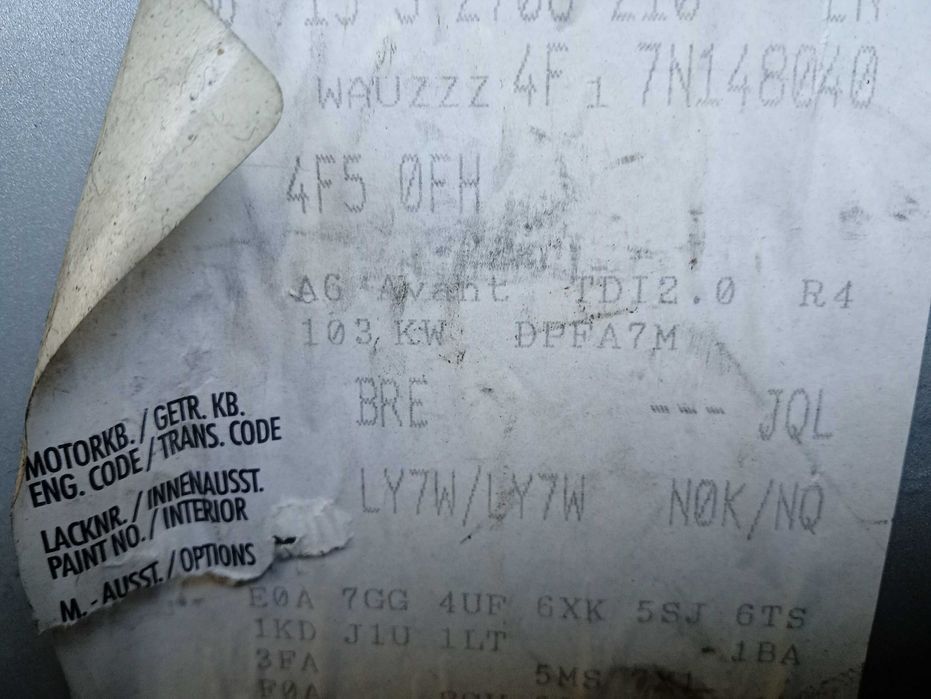 WAUZZZ 4F 1 7N148040
4F5 0FH
A6 Avant TDI2.0 R4
103 KW DPFA7M
MOTORKB. / GETR. KB.
ENG. CODE / TRANS. CODE
BRE --- JQL
LACKNR. / INNENAUSST.
PAINT NO. / INTERIOR
LY7W/LY7W N0K/NQ
M. - AUSST. / OPTIONS
E0A 7GG 4UF 6XK 5SJ 6TS
1KD J1U 1LT 1BA
3FA 5MS 7X1